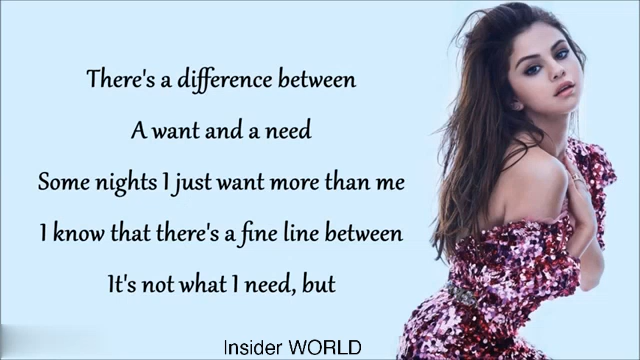 There's a difference between
A want and a need
Some nights I just want more than me
I know that there's a fine line between
It's not what I need, but
Insider WORLD